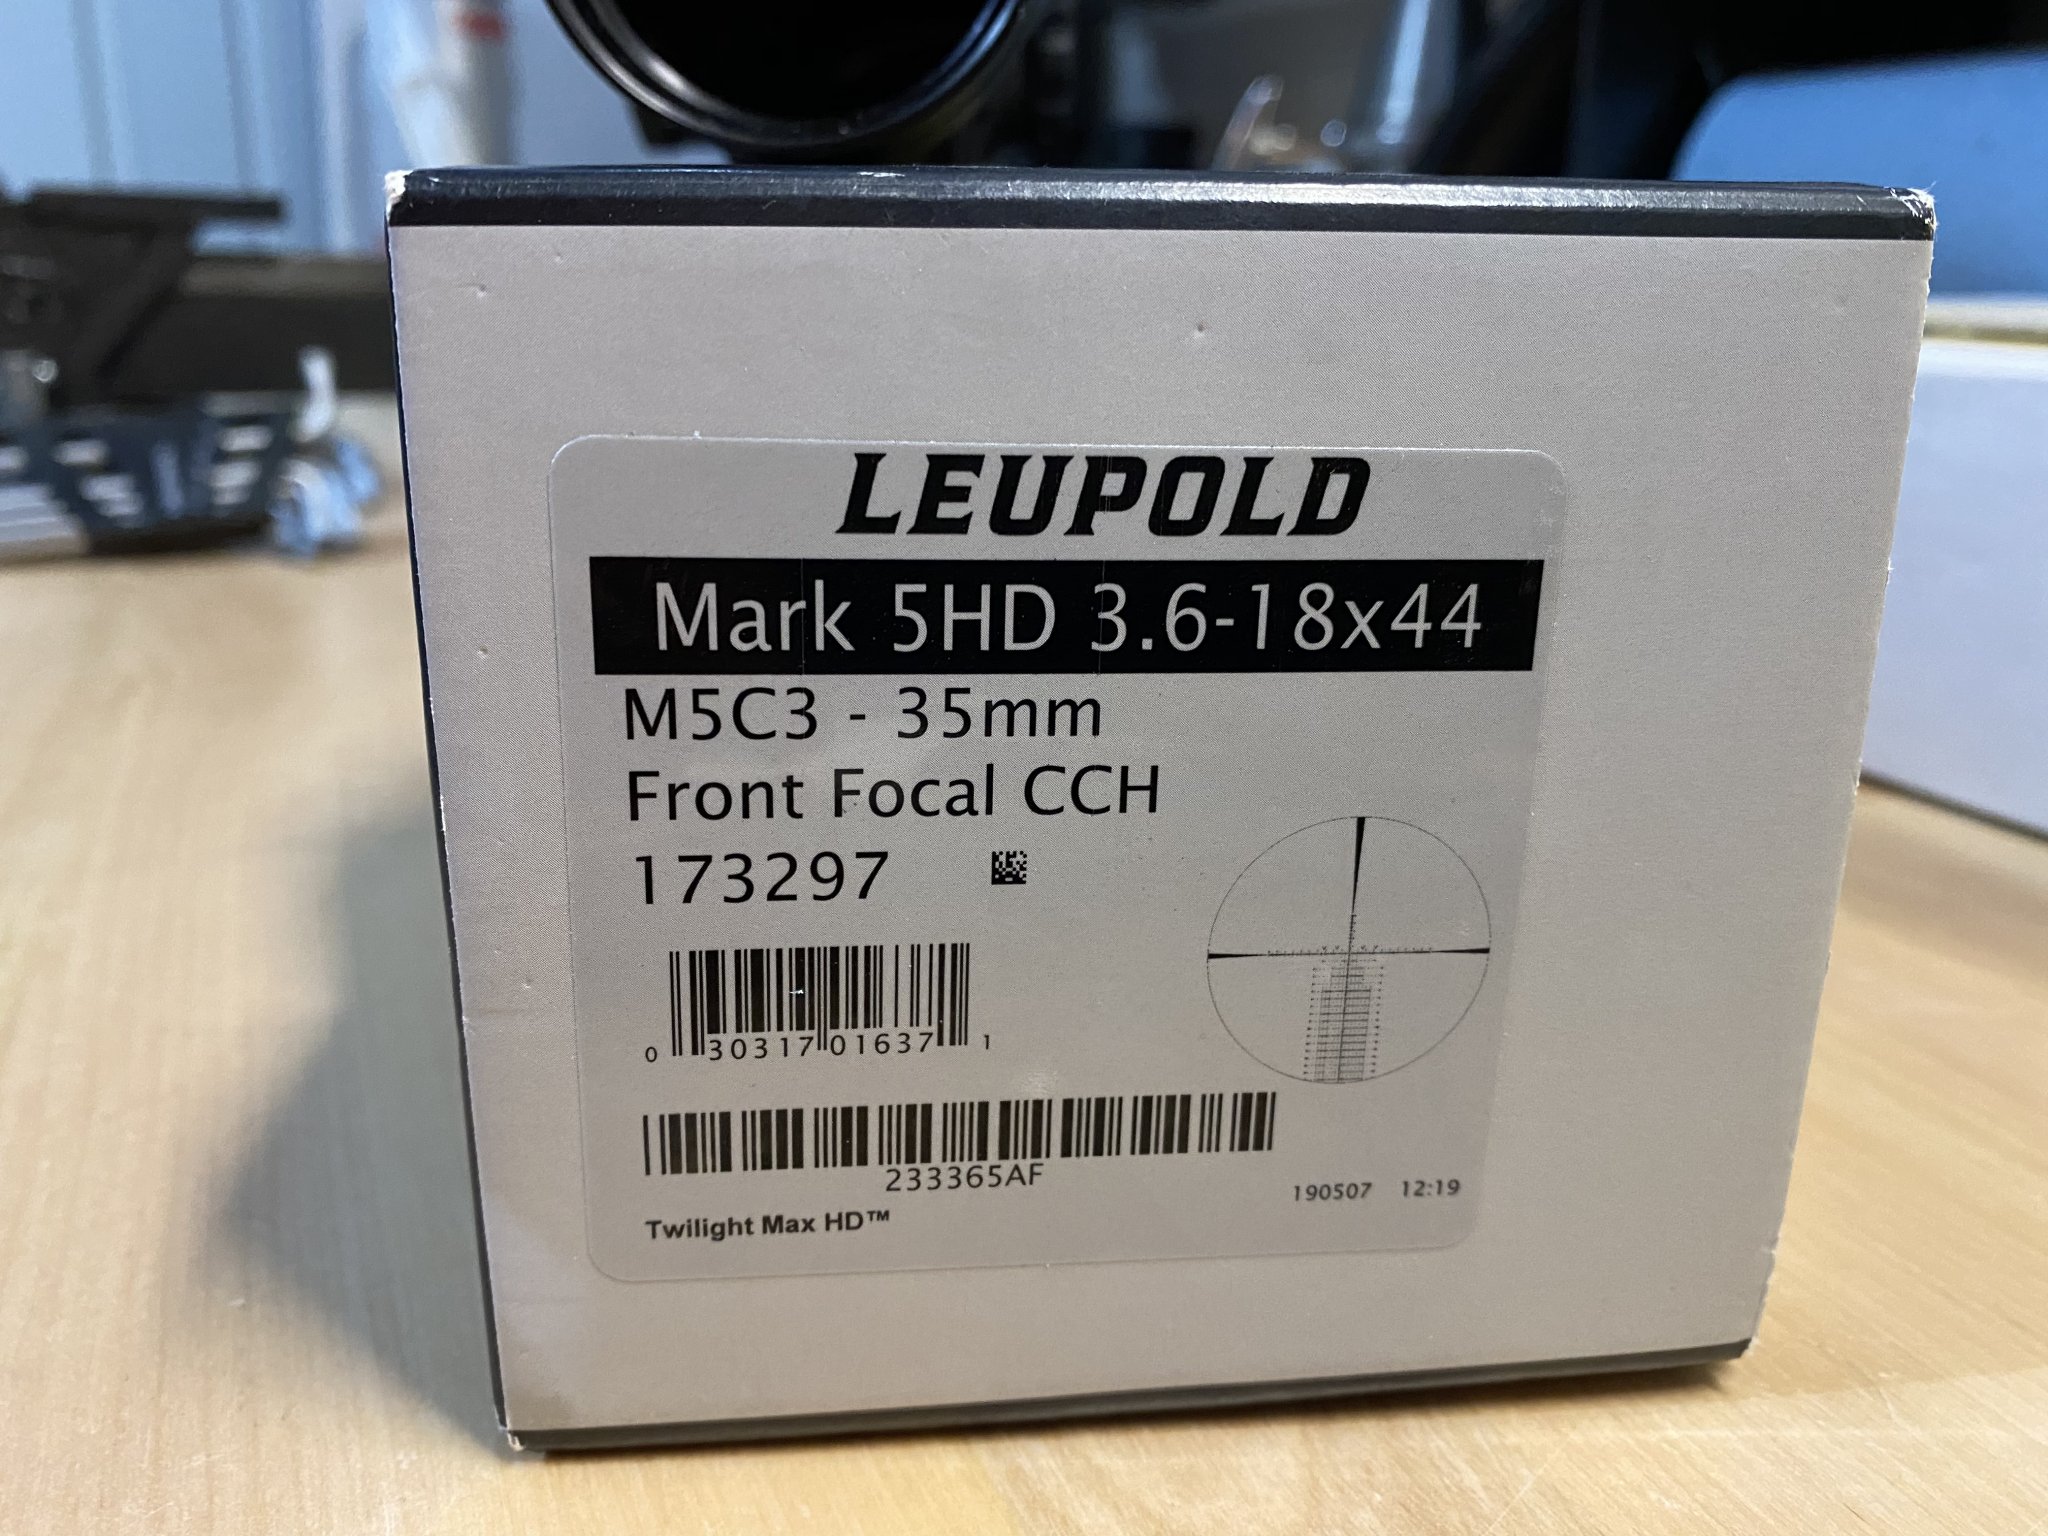 LEUPOLD
Mark 5HD 3.6-18x44
M5C3 - 35mm
Front Focal CCH
173297
0 30317 01637 1
233365AF
190507 12:19
Twilight Max HD™